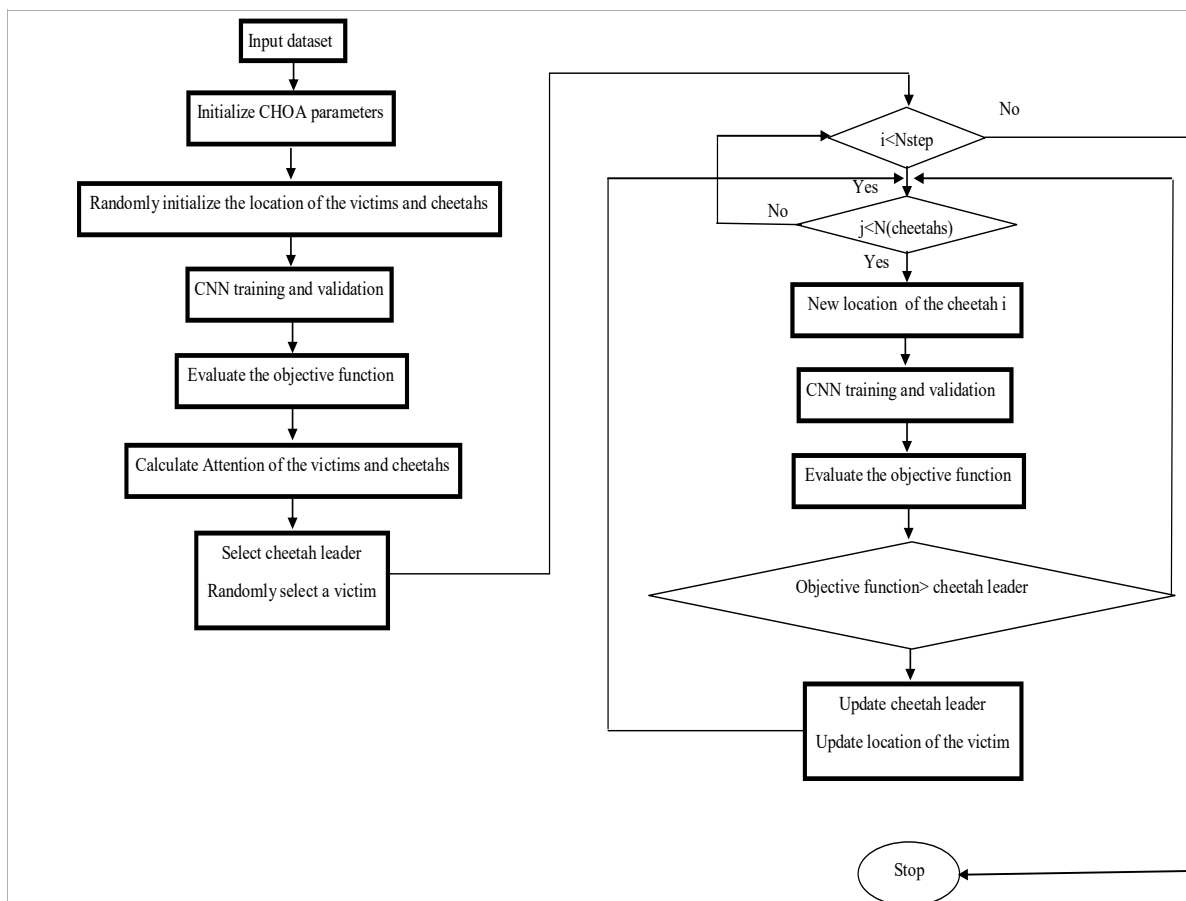 Input dataset
Initialize CHOA parameters
Randomly initialize the location of the victims and cheetahs
CNN training and validation
Evaluate the objective function
Calculate Attention of the victims and cheetahs
Select cheetah leader
Randomly select a victim
i<Nstep
No
Yes
No
j<N(cheetahs)
Yes
New location of the cheetah i
CNN training and validation
Evaluate the objective function
Objective function> cheetah leader
Update cheetah leader
Update location of the victim
Stop